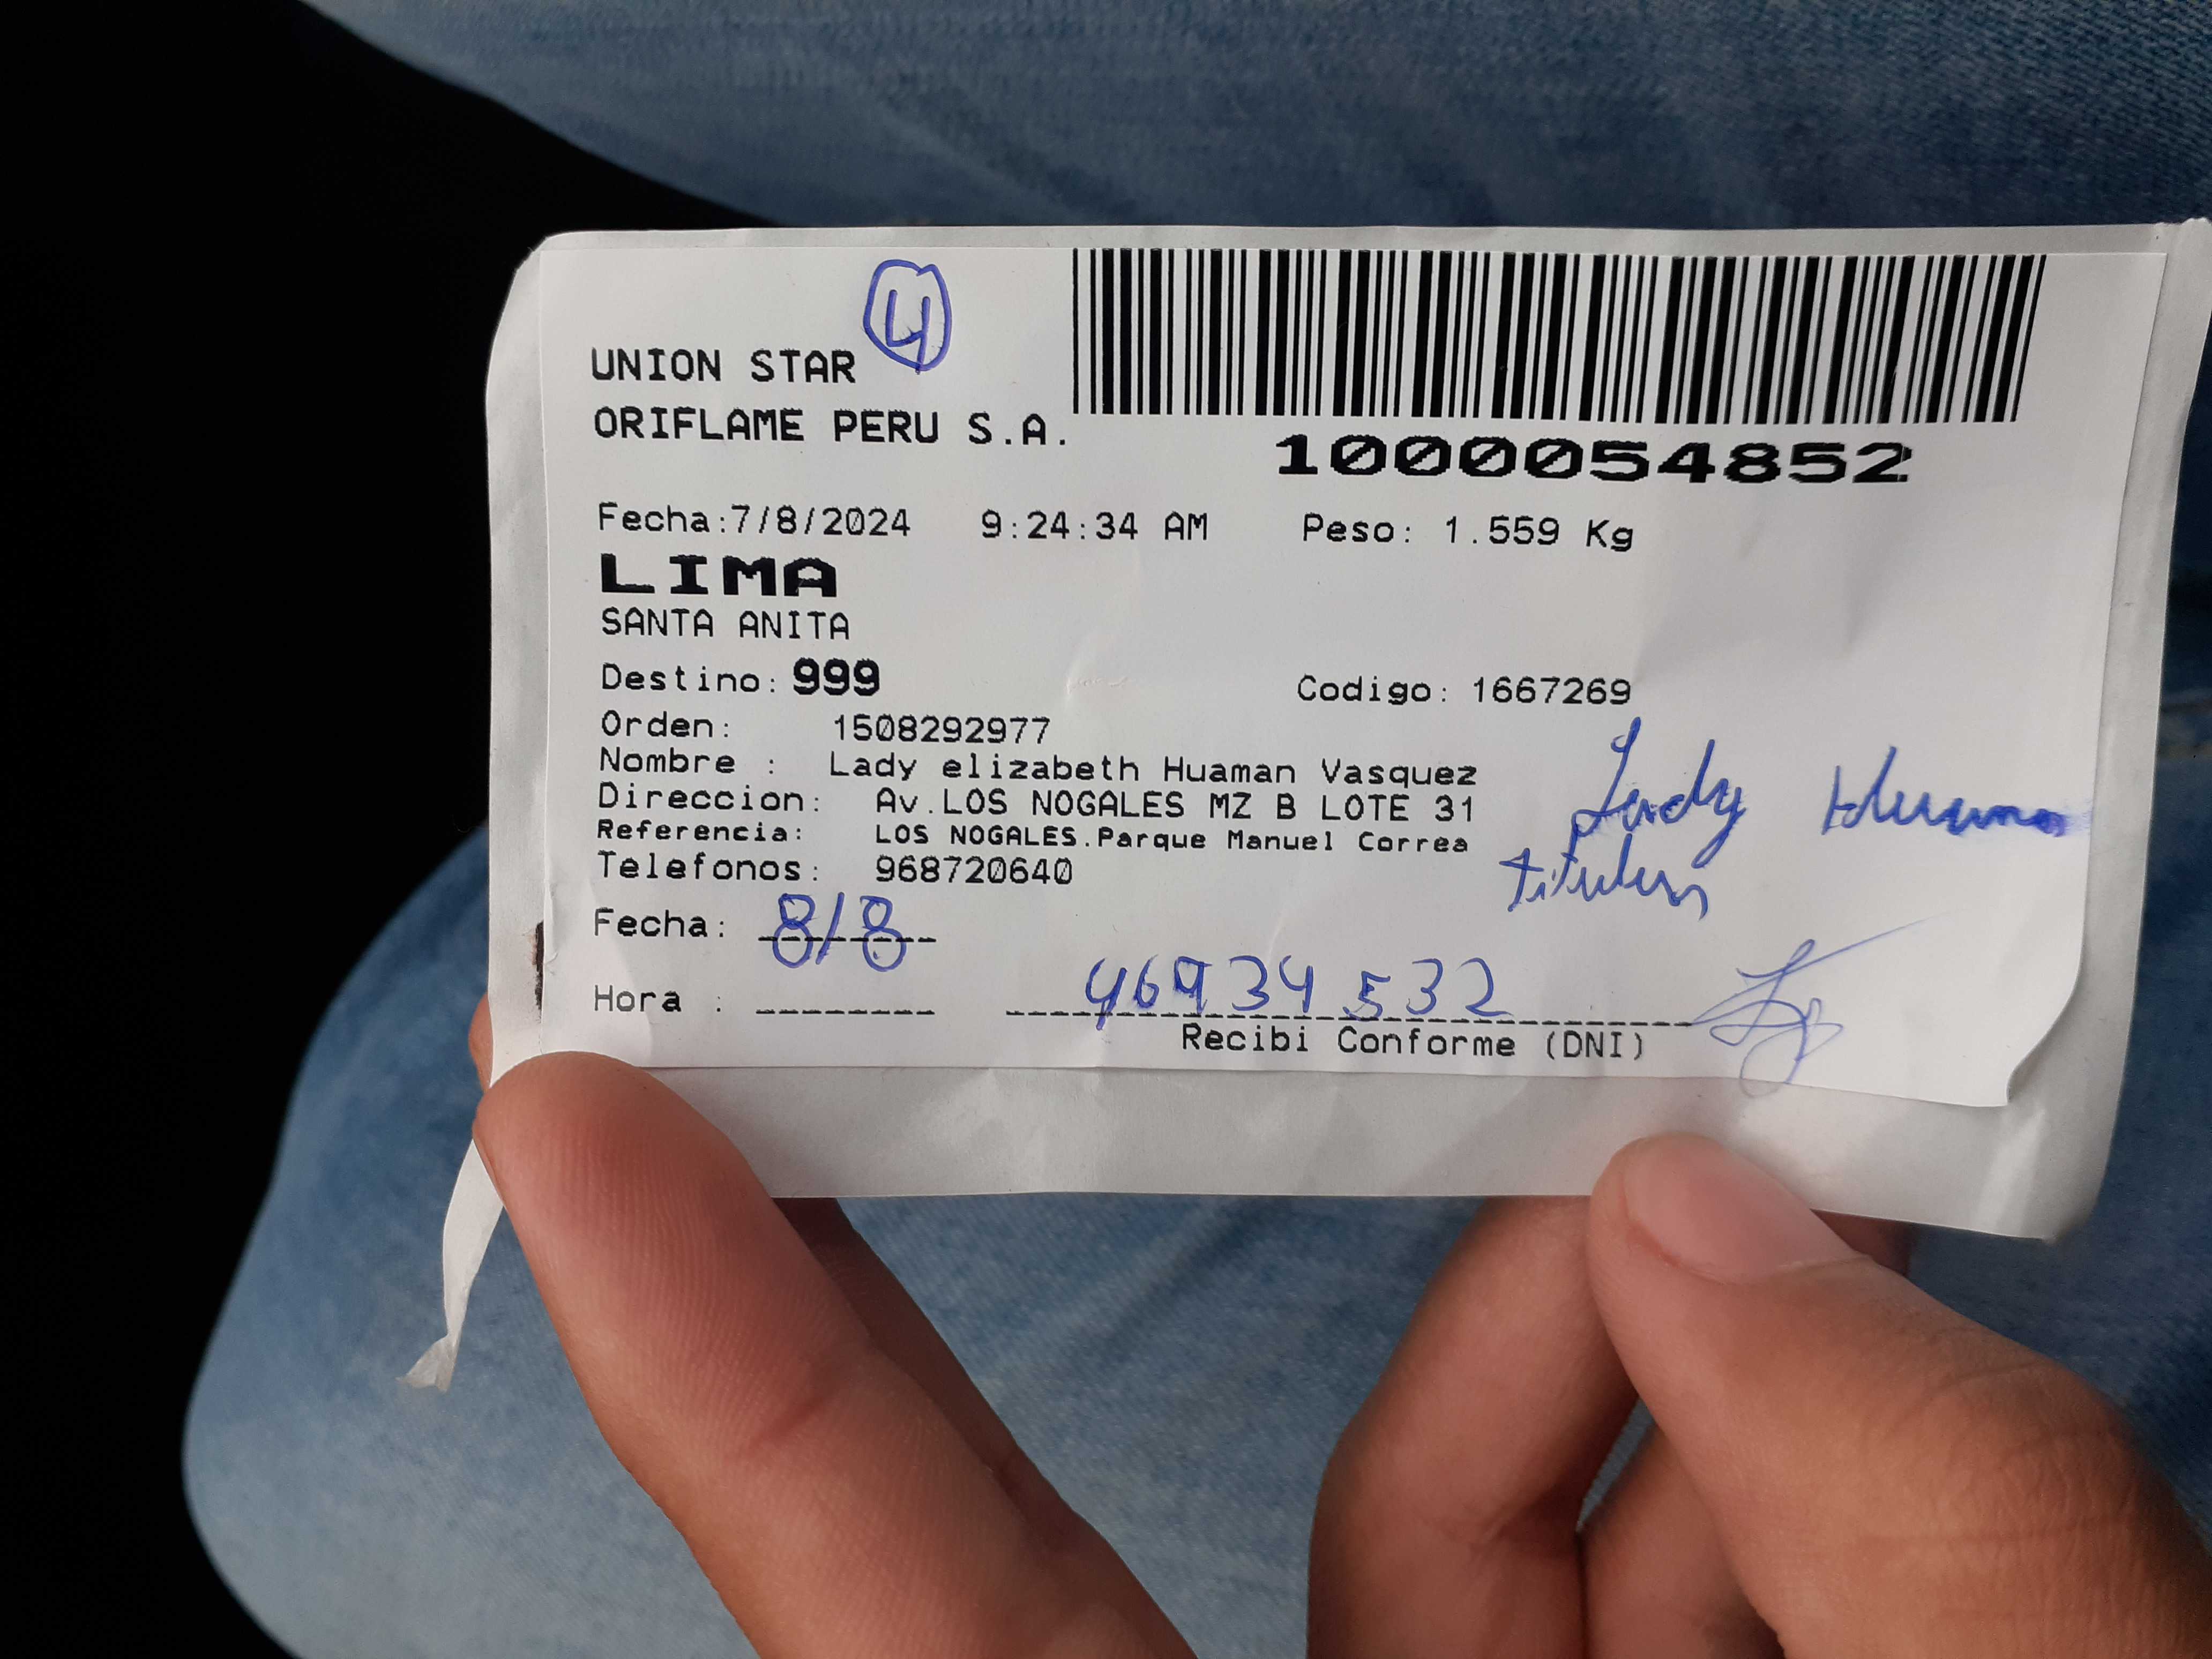 4
UNION STAR
ORIFLAME PERU S.A.
1000054852
Fecha:7/8/2024 9:24:34 AM Peso: 1.559 Kg
LIMA
SANTA ANITA
Destino: 999 Codigo: 1667269
Orden: 1508292977
Nombre : Lady elizabeth Huaman Vasquez
Direccion: Av.LOS NOGALES MZ B LOTE 31
Referencia: LOS NOGALES.Parque Manuel Correa
Telefonos: 968720640
Lady Huaman
titular
Fecha: 8/8
Hora : 46934532
Recibi Conforme (DNI)